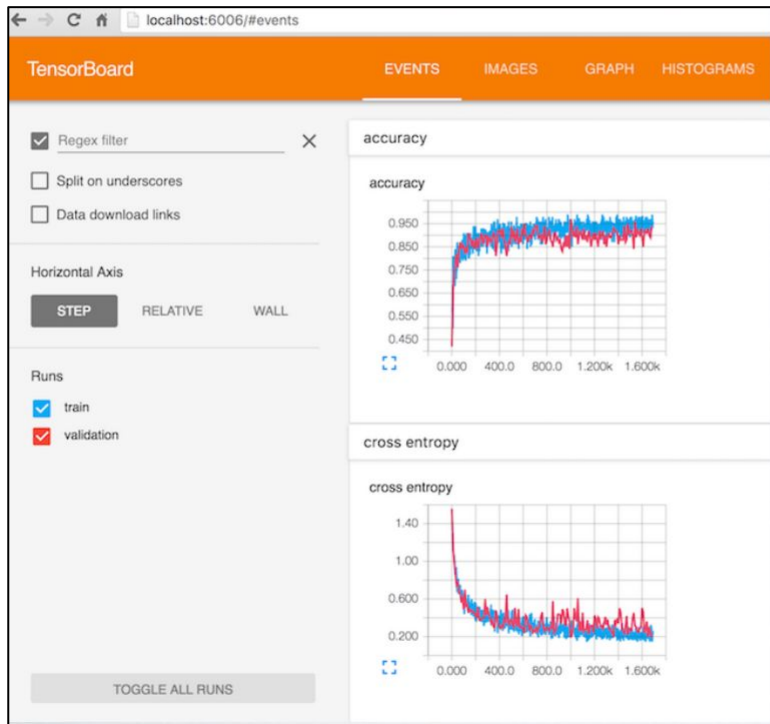 localhost:6006/#events
TensorBoard
EVENTS IMAGES GRAPH HISTOGRAMS
Regex filter
Split on underscores
Data download links
Horizontal Axis
STEP RELATIVE WALL
Runs
train
validation
TOGGLE ALL RUNS
accuracy
accuracy
0.950
0.850
0.750
0.650
0.550
0.450
0.000 400.0 800.0 1.200k 1.600k
cross entropy
cross entropy
1.40
1.00
0.600
0.200
0.000 400.0 800.0 1.200k 1.600k